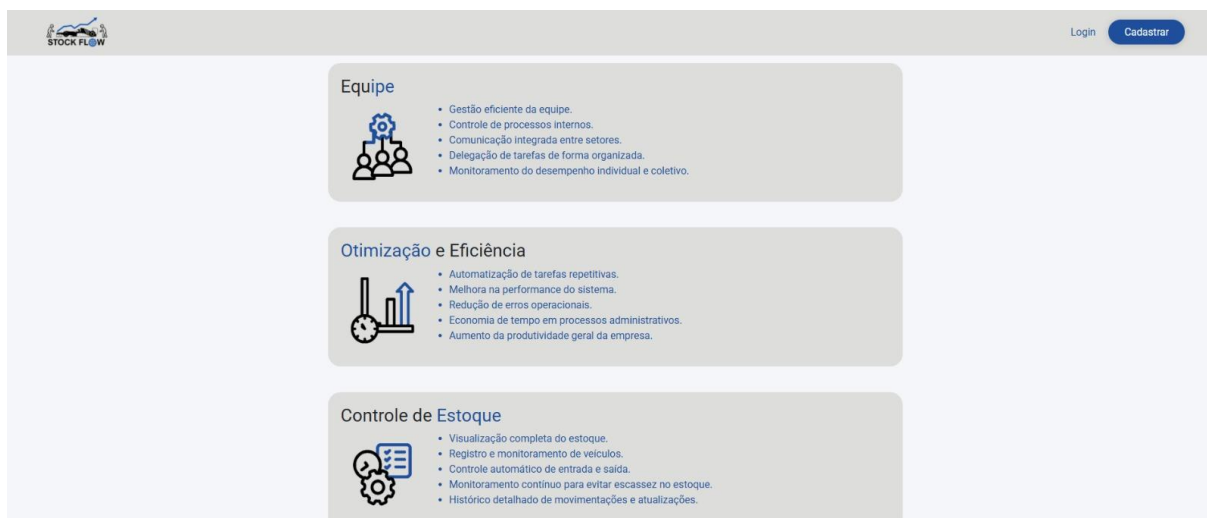 STOCK FLOW
Login
Cadastrar
Equipe
• Gestão eficiente da equipe.
• Controle de processos internos.
• Comunicação integrada entre setores.
• Delegação de tarefas de forma organizada.
• Monitoramento do desempenho individual e coletivo.
Otimização e Eficiência
• Automatização de tarefas repetitivas.
• Melhora na performance do sistema.
• Redução de erros operacionais.
• Economia de tempo em processos administrativos.
• Aumento da produtividade geral da empresa.
Controle de Estoque
• Visualização completa do estoque.
• Registro e monitoramento de veículos.
• Controle automático de entrada e saída.
• Monitoramento contínuo para evitar escassez no estoque.
• Histórico detalhado de movimentações e atualizações.